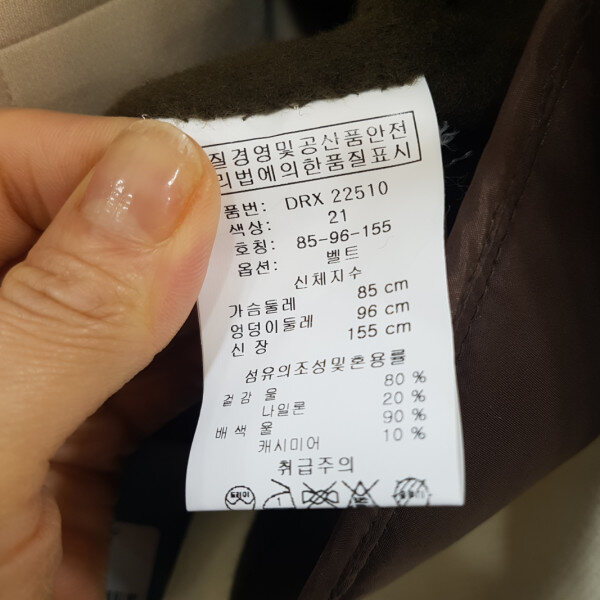 질경영및공산품안전
리법에의한품질표시
품번: DRX 22510
색상: 21
호칭: 85-96-155
옵션: 벨트
신체지수
가슴둘레 85 cm
엉덩이둘레 96 cm
신 장 155 cm
섬유의조성및혼용률
겉감 울 80 %
나일론 20 %
배색 울 90 %
캐시미어 10 %
취급주의
드라이